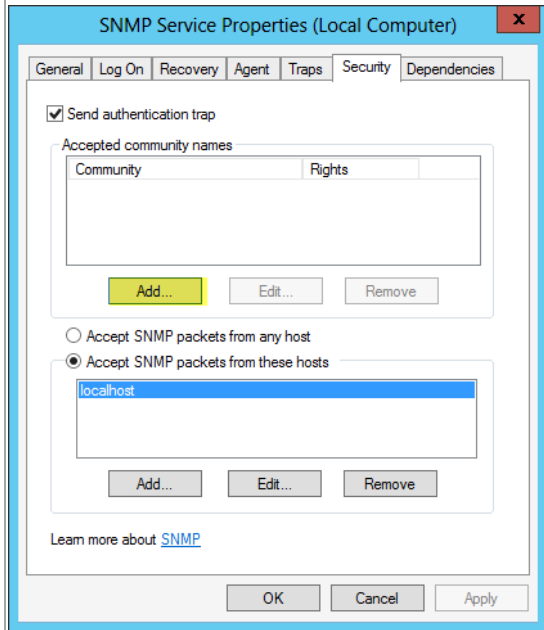 SNMP Service Properties (Local Computer)
x
General Log On Recovery Agent Traps Security Dependencies
Send authentication trap
Accepted community names
Community Rights
Add... Edit... Remove
Accept SNMP packets from any host
Accept SNMP packets from these hosts
localhost
Add... Edit... Remove
Learn more about SNMP
OK Cancel Apply